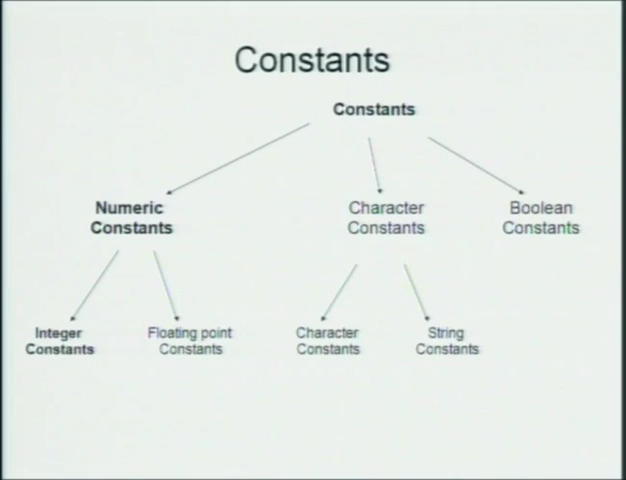 Constants
Constants
Numeric
Constants
Character
Constants
Boolean
Constants
Integer
Constants
Floating point
Constants
Character
Constants
String
Constants